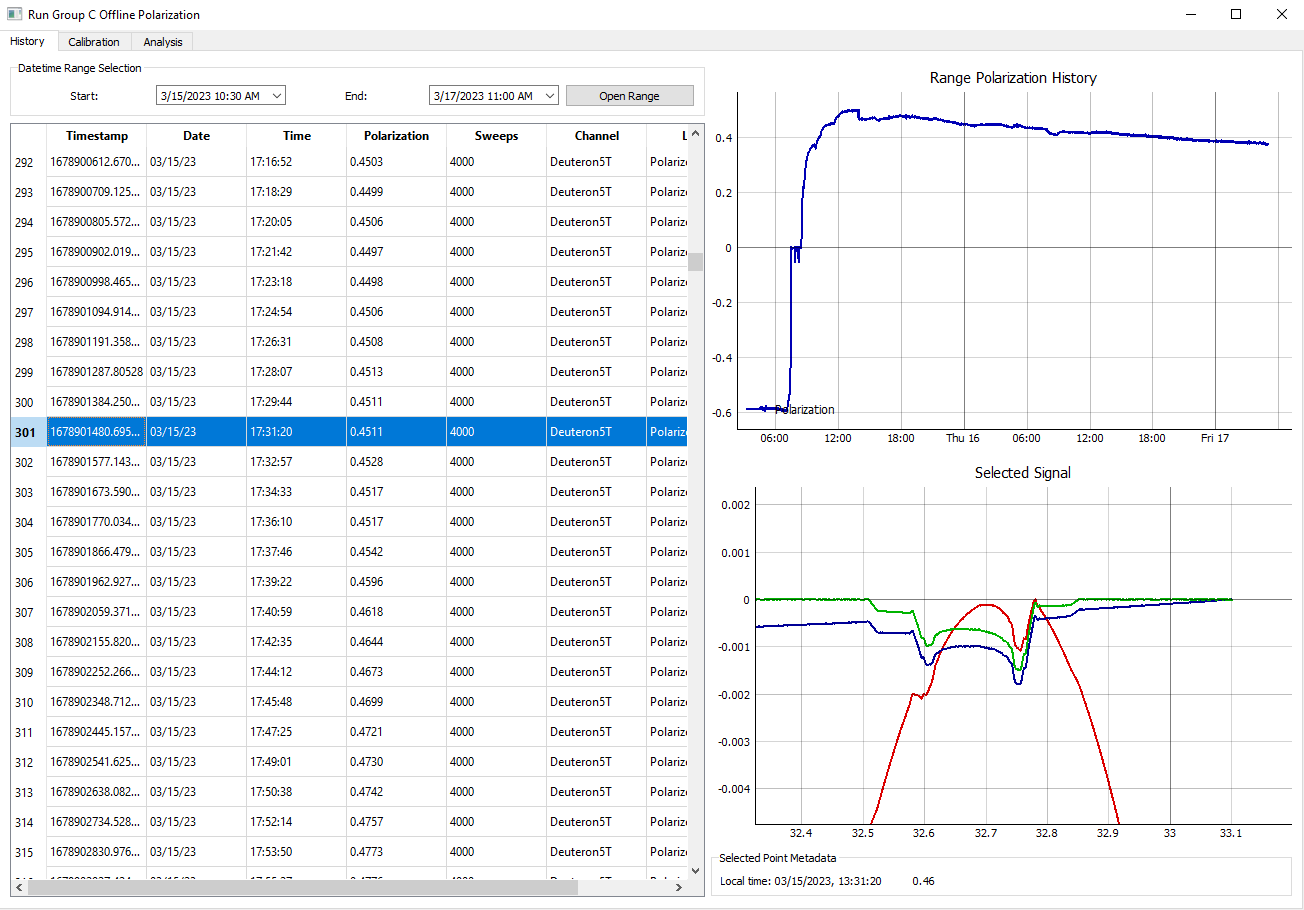 Run Group C Offline Polarization
History Calibration Analysis
Datetime Range Selection
Start: 3/15/2023 10:30 AM End: 3/17/2023 11:00 AM Open Range
Timestamp Date Time Polarization Sweeps Channel L
292 1678900612.670... 03/15/23 17:16:52 0.4503 4000 Deuteron5T Polariz
293 1678900709.125... 03/15/23 17:18:29 0.4499 4000 Deuteron5T Polariz
294 1678900805.572... 03/15/23 17:20:05 0.4506 4000 Deuteron5T Polariz
295 1678900902.019... 03/15/23 17:21:42 0.4497 4000 Deuteron5T Polariz
296 1678900998.465... 03/15/23 17:23:18 0.4498 4000 Deuteron5T Polariz
297 1678901094.914... 03/15/23 17:24:54 0.4506 4000 Deuteron5T Polariz
298 1678901191.358... 03/15/23 17:26:31 0.4508 4000 Deuteron5T Polariz
299 1678901287.80528 03/15/23 17:28:07 0.4513 4000 Deuteron5T Polariz
300 1678901384.250... 03/15/23 17:29:44 0.4511 4000 Deuteron5T Polariz
301 1678901480.695... 03/15/23 17:31:20 0.4511 4000 Deuteron5T Polariz
302 1678901577.143... 03/15/23 17:32:57 0.4528 4000 Deuteron5T Polariz
303 1678901673.590... 03/15/23 17:34:33 0.4517 4000 Deuteron5T Polariz
304 1678901770.034... 03/15/23 17:36:10 0.4517 4000 Deuteron5T Polariz
305 1678901866.479... 03/15/23 17:37:46 0.4542 4000 Deuteron5T Polariz
306 1678901962.927... 03/15/23 17:39:22 0.4596 4000 Deuteron5T Polariz
307 1678902059.371... 03/15/23 17:40:59 0.4618 4000 Deuteron5T Polariz
308 1678902155.820... 03/15/23 17:42:35 0.4644 4000 Deuteron5T Polariz
309 1678902252.266... 03/15/23 17:44:12 0.4673 4000 Deuteron5T Polariz
310 1678902348.712... 03/15/23 17:45:48 0.4699 4000 Deuteron5T Polariz
311 1678902445.157... 03/15/23 17:47:25 0.4721 4000 Deuteron5T Polariz
312 1678902541.625... 03/15/23 17:49:01 0.4730 4000 Deuteron5T Polariz
313 1678902638.082... 03/15/23 17:50:38 0.4742 4000 Deuteron5T Polariz
314 1678902734.528... 03/15/23 17:52:14 0.4757 4000 Deuteron5T Polariz
315 1678902830.976... 03/15/23 17:53:50 0.4773 4000 Deuteron5T Polariz
Range Polarization History
0.4
0.2
0
-0.2
-0.4
-0.6
Polarization
06:00 12:00 18:00 Thu 16 06:00 12:00 18:00 Fri 17
Selected Signal
0.002
0.001
0
-0.001
-0.002
-0.003
-0.004
32.4 32.5 32.6 32.7 32.8 32.9 33 33.1
Selected Point Metadata
Local time: 03/15/2023, 13:31:20 0.46